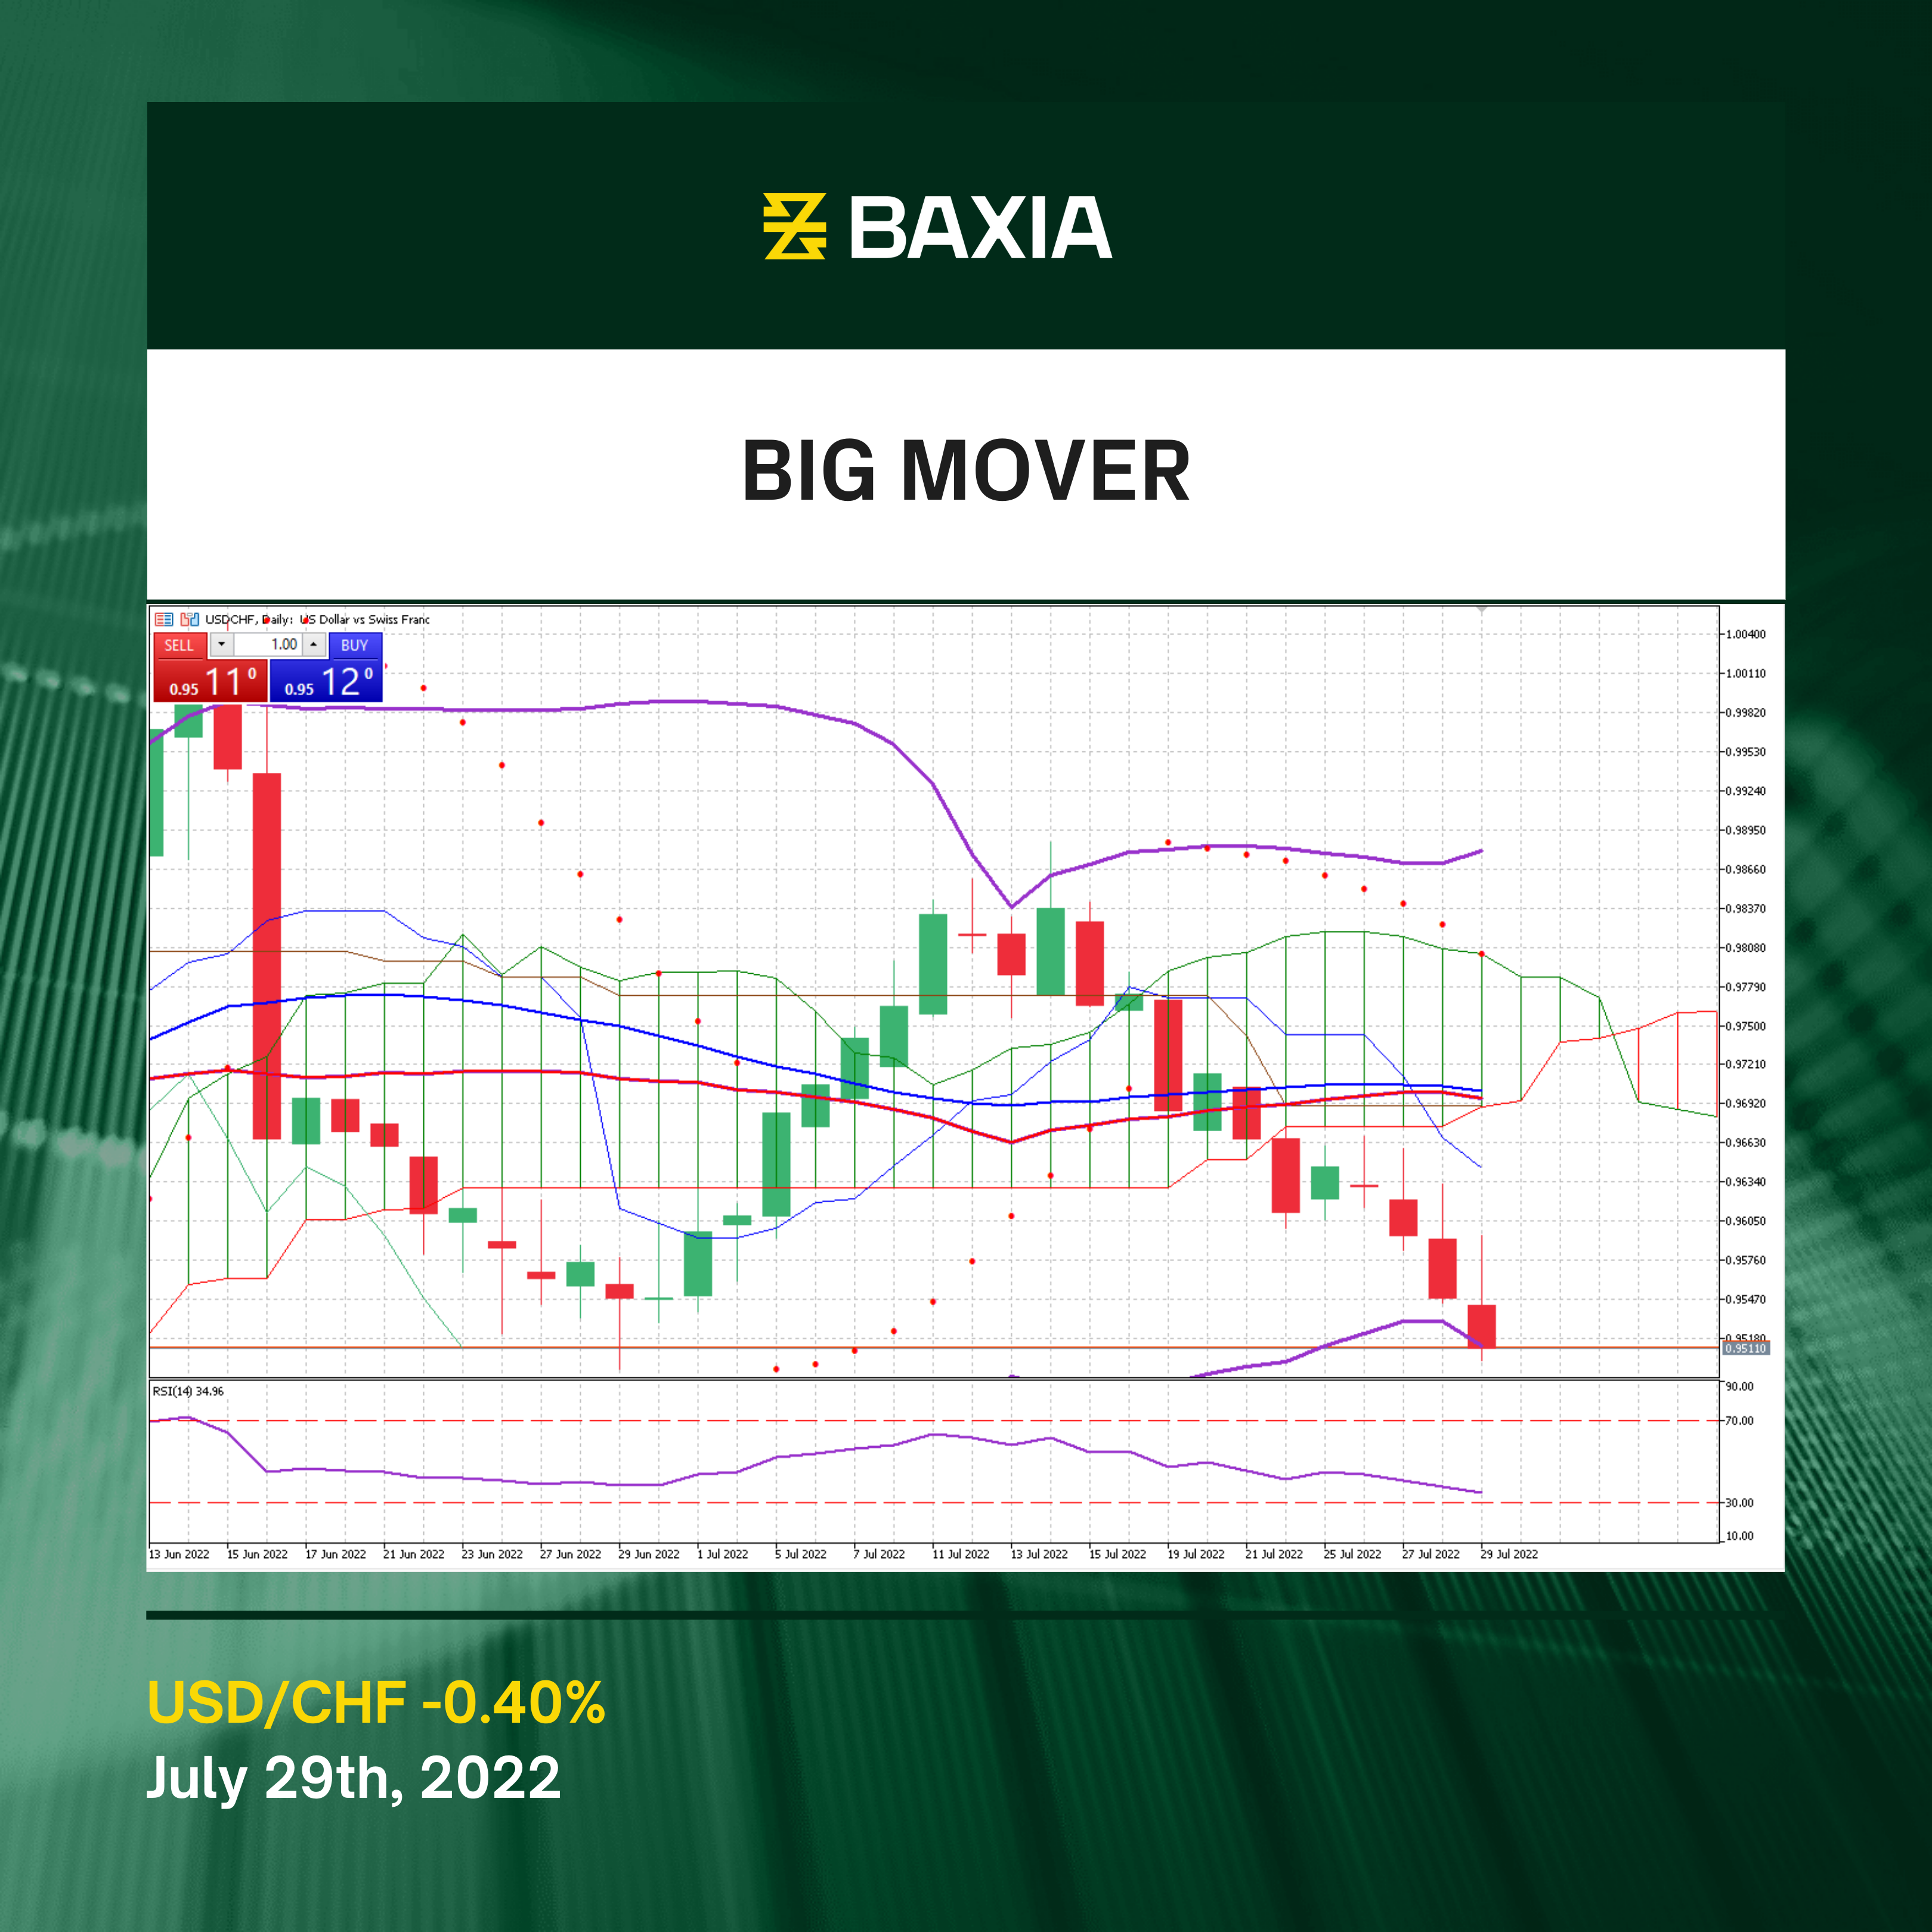 BAXIA
BIG MOVER
USDCHF, Daily: US Dollar vs Swiss Franc
SELL 1.00 BUY
0.95 11 0 0.95 12 0
1.00400
1.00110
0.99820
0.99530
0.99240
0.98950
0.98660
0.98370
0.98080
0.97790
0.97500
0.97210
0.96920
0.96630
0.96340
0.96050
0.95760
0.95470
0.95180
0.95110
RSI(14) 34.96
90.00
70.00
30.00
10.00
13 Jun 2022 15 Jun 2022 17 Jun 2022 21 Jun 2022 23 Jun 2022 27 Jun 2022 29 Jun 2022 1 Jul 2022 5 Jul 2022 7 Jul 2022 11 Jul 2022 13 Jul 2022 15 Jul 2022 19 Jul 2022 21 Jul 2022 25 Jul 2022 27 Jul 2022 29 Jul 2022
USD/CHF -0.40%
July 29th, 2022